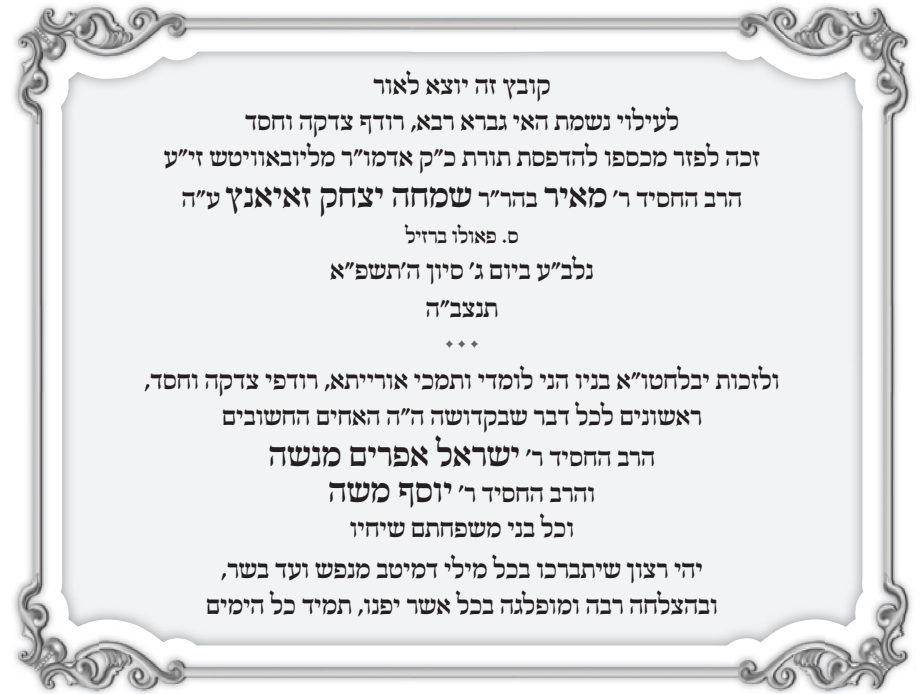 קובץ זה יוצא לאור
לעילוי נשמת האי גברא רבא, רודף צדקה וחסד
זכה לפזר מכספו להדפסת תורת כ"ק אדמו"ר מליובאוויטש זי"ע
הרב החסיד ר' מאיר בהר"ר שמחה יצחק זאיאנץ ע"ה
ס. פאולו ברזיל
נלב"ע ביום ג' סיון ה'תשפ"א
תנצב"ה
ולזכות יבלחטו"א בניו הני לומדי ותמכי אורייתא, רודפי צדקה וחסד,
ראשונים לכל דבר שבקדושה ה"ה האחים החשובים
הרב החסיד ר' ישראל אפרים מנשה
והרב החסיד ר' יוסף משה
וכל בני משפחתם שיחיו
יהי רצון שיתברכו בכל מילי דמיטב מנפש ועד בשר,
ובהצלחה רבה ומופלגה בכל אשר יפנו, תמיד כל הימים